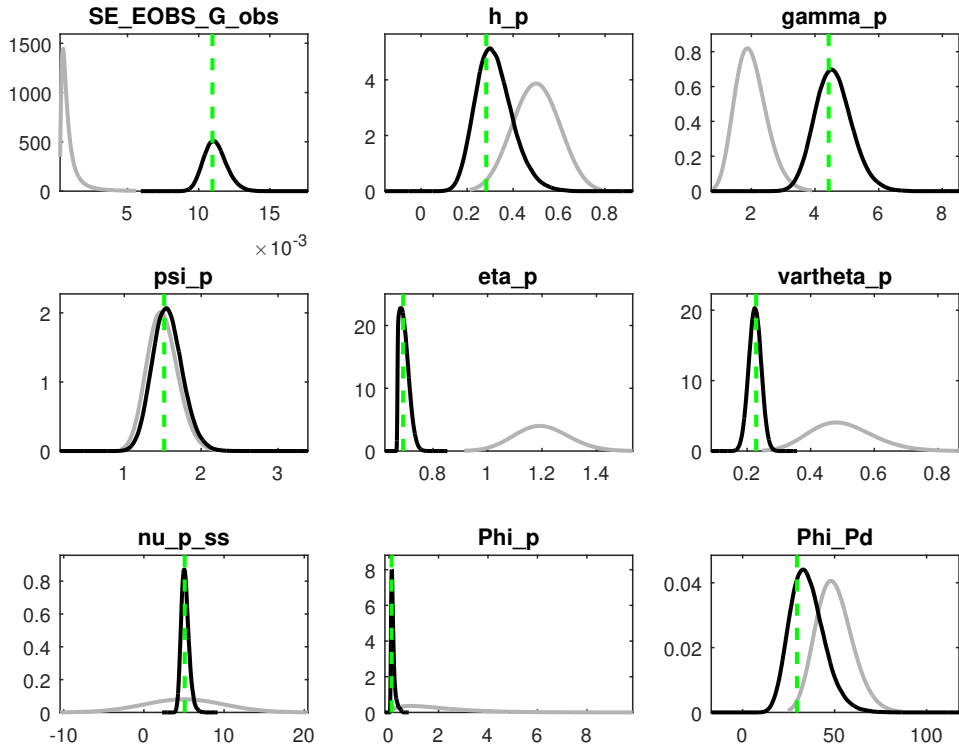 SE_EOBS_G_obs
1500
1000
500
0
5 10 15
×10-3
h_p
4
2
0
0 0.2 0.4 0.6 0.8
gamma_p
0.8
0.6
0.4
0.2
0
2 4 6 8
psi_p
2
1
0
1 2 3
eta_p
20
10
0
0.8 1 1.2 1.4
vartheta_p
20
10
0
0.2 0.4 0.6 0.8
nu_p_ss
0.8
0.6
0.4
0.2
0
-10 0 10 20
Phi_p
8
6
4
2
0
0 2 4 6 8
Phi_Pd
0.04
0.02
0
0 50 100